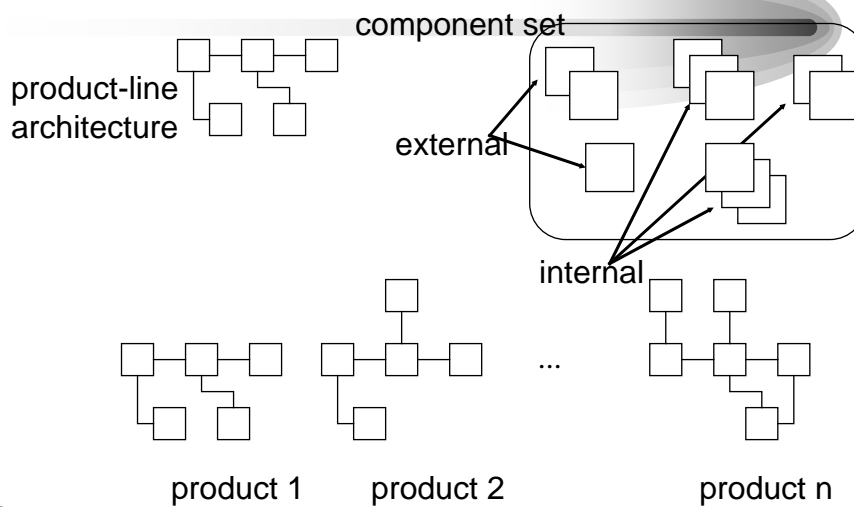 component set
product-line
architecture
external
internal
...
product 1
product 2
product n